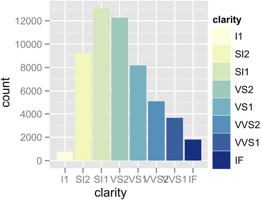 clarity
12000
10000
8000
6000
4000
2000
0
count
I1 SI2 SI1 VS2 VS1 VVS2 VVS1 IF
clarity
I1
SI2
SI1
VS2
VS1
VVS2
VVS1
IF